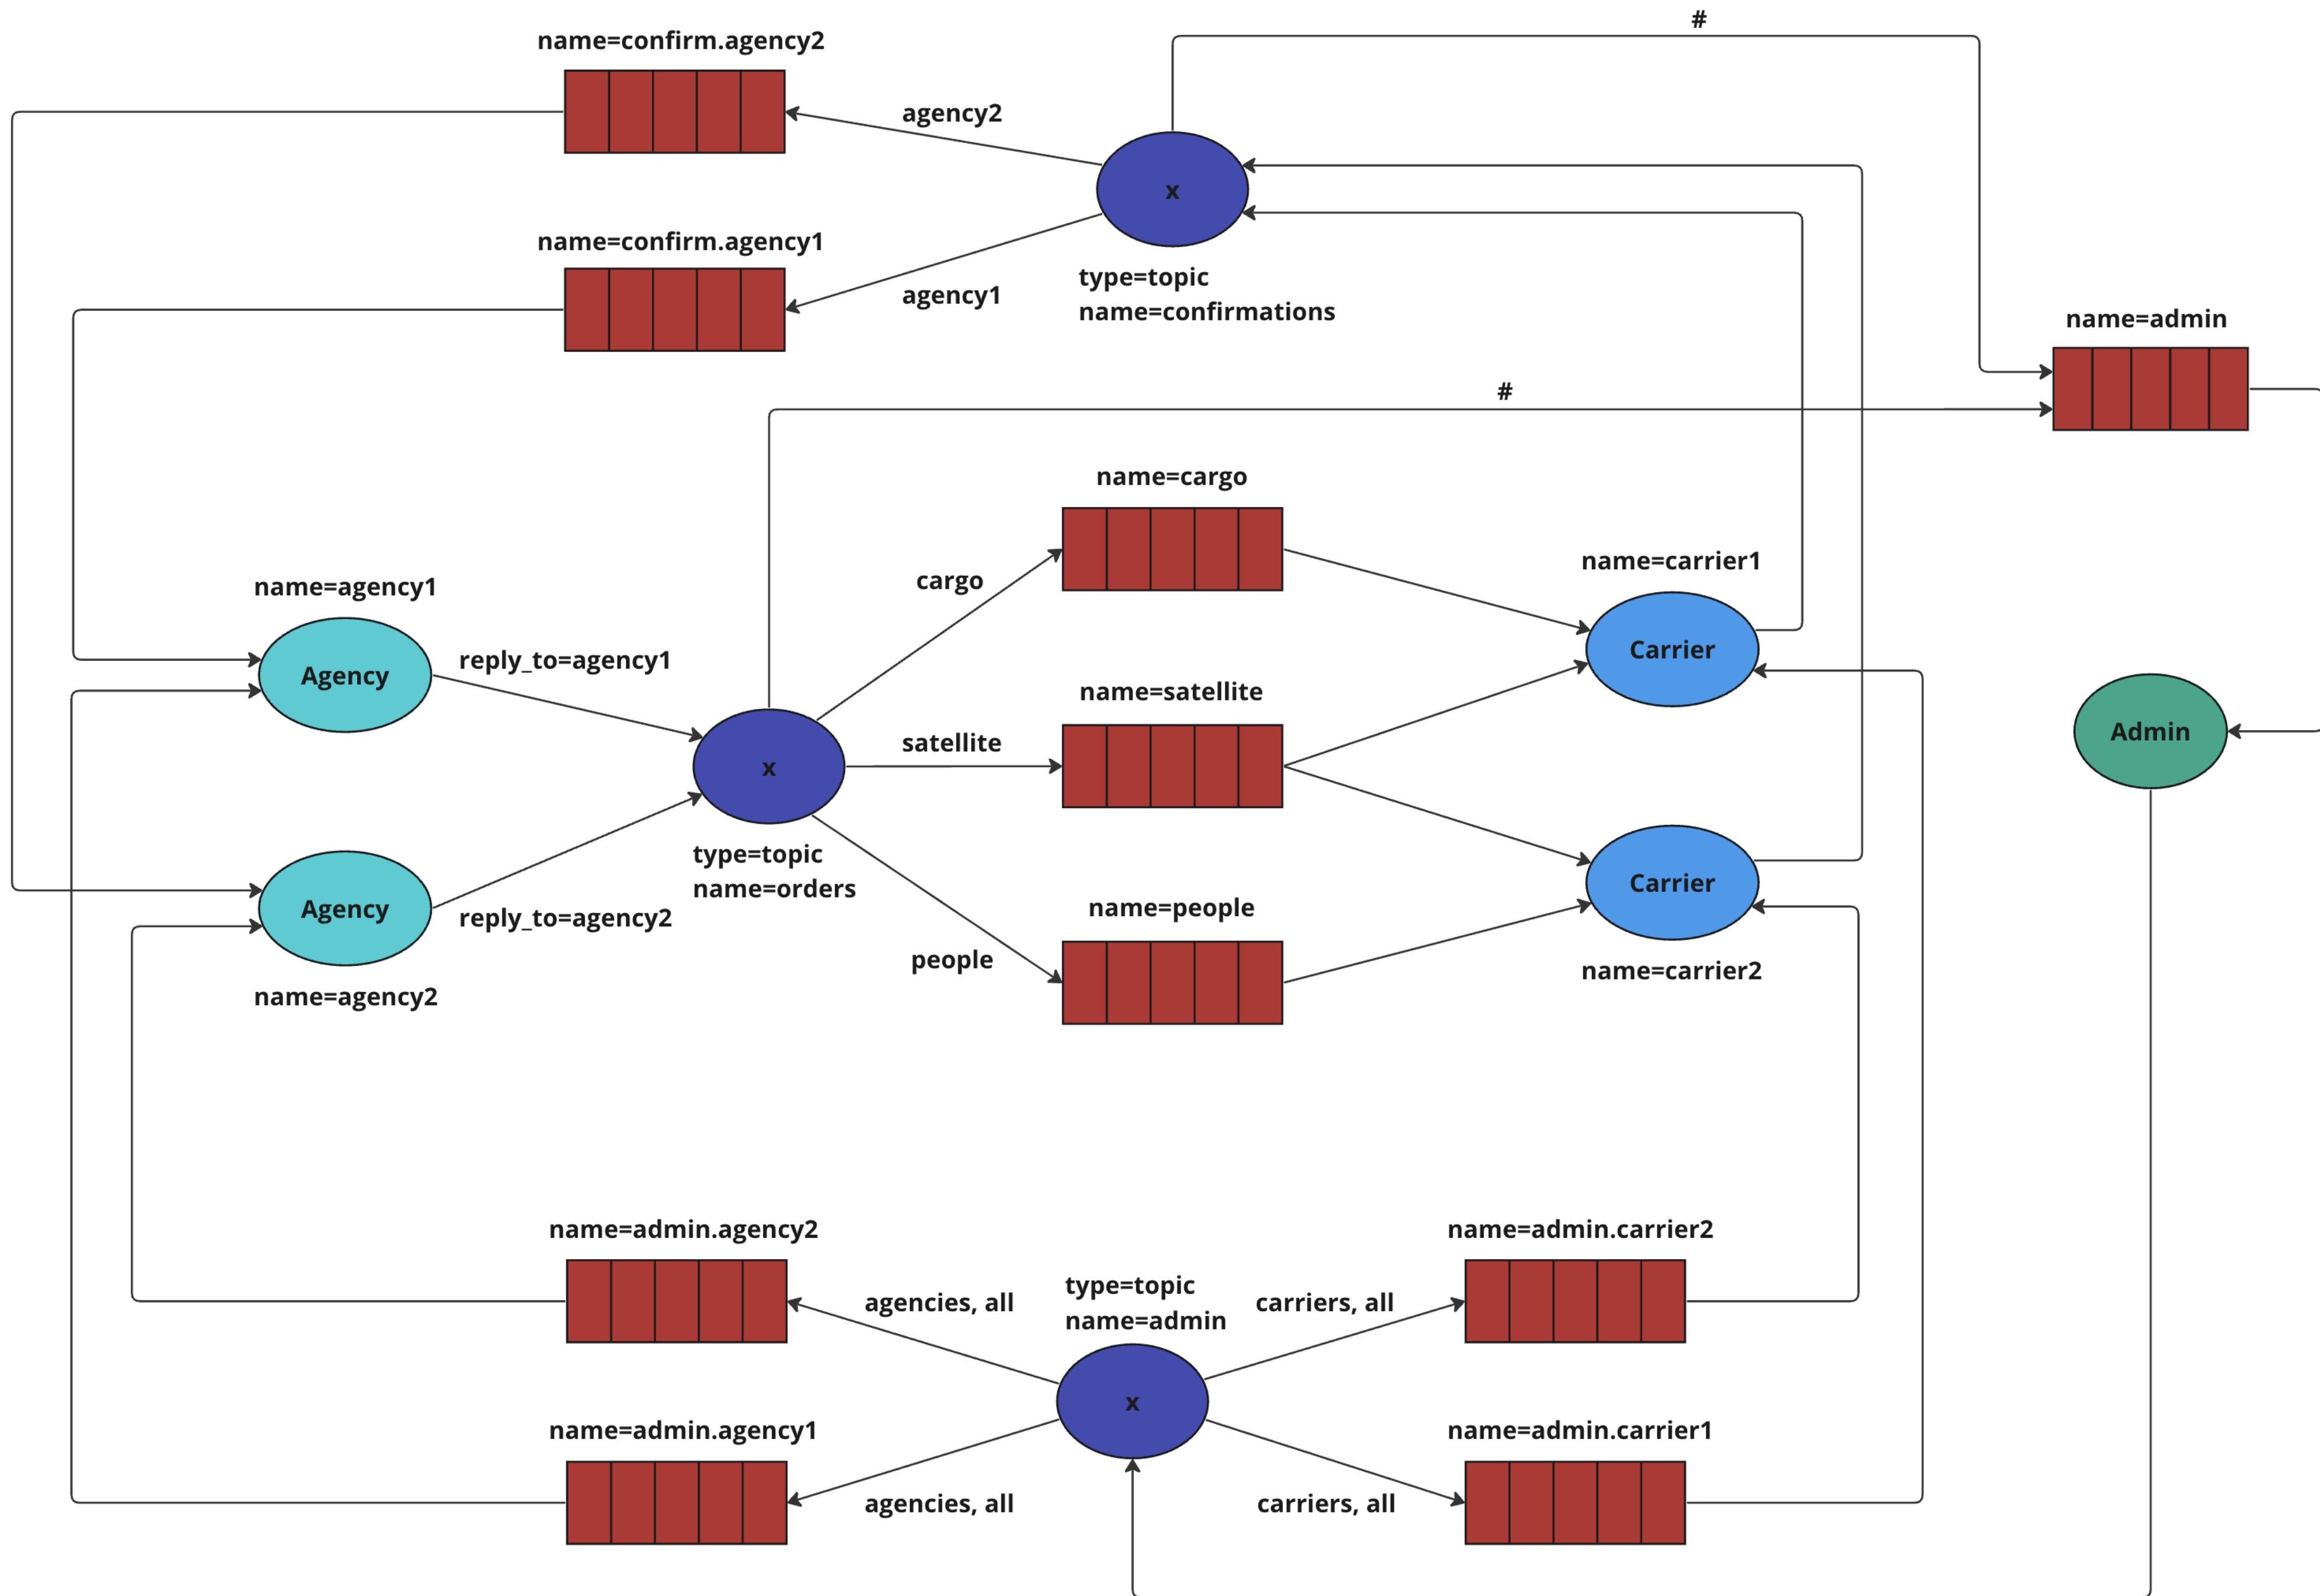 #
name=confirm.agency2
agency2
x
name=confirm.agency1
agency1
type=topic
name=confirmations
name=admin
#
name=cargo
cargo
name=carrier1
name=agency1
Carrier
reply_to=agency1
Agency
name=satellite
satellite
Admin
x
type=topic
name=orders
Carrier
Agency
name=people
reply_to=agency2
people
name=carrier2
name=agency2
name=admin.agency2
name=admin.carrier2
type=topic
name=admin
agencies, all
carriers, all
x
name=admin.agency1
name=admin.carrier1
agencies, all
carriers, all